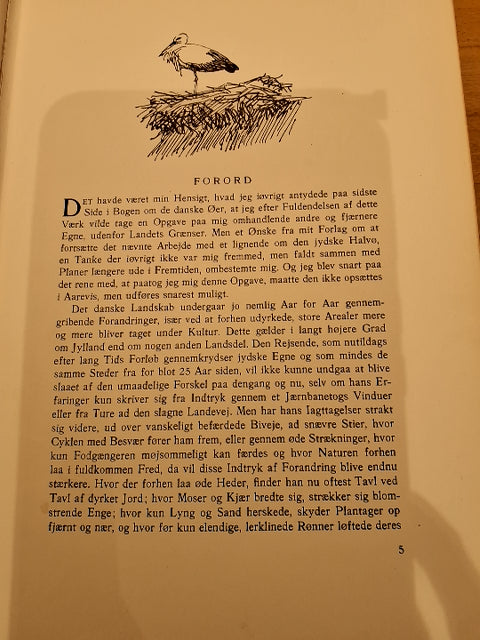 FORORD
DET havde været min Hensigt, hvad jeg iøvrigt antydede paa sidste
Side i Bogen om de danske Øer, at jeg efter Fuldendelsen af dette
Værk vilde tage en Opgave paa mig omhandlende andre og fjærnere
Egne, udenfor Landets Grænser. Men et Ønske fra mit Forlag om at
fortsætte det nævnte Arbejde med et lignende om den jydske Halvø,
en Tanke der iøvrigt ikke var mig fremmed, men faldt sammen med
Planer længere ude i Fremtiden, ombestemte mig. Og jeg blev snart paa
det rene med, at paatog jeg mig denne Opgave, maatte den ikke opsættes
i Aarevis, men udføres snarest muligt.
Der danske Landskab undergaar jo nemlig Aar for Aar gennem-
gribende Forandringer, især ved at forhen udyrkede, store Arealer mere
og mere bliver taget under Kultur. Dette gælder i langt højere Grad
om Jylland end om nogen anden Landsdel. Den Rejsende, som nutildags
efter lang Tids Forløb gennemkrydser jydske Egne og som mindes de
samme Steder fra for blot 25 Aar siden, vil ikke kunne undgaa at blive
slaaet af den umaadelige Forskel paa dengang og nu, selv om hans Er-
faringer kun skriver sig fra Indtryk gennem et Jærnbanetogs Vinduer
eller fra Ture ad den slagne Landevej. Men har hans Iagttagelser strakt
sig videre, ud over vanskeligt befærdede Biveje, ad snævre Stier, hvor
Cyklen med Besvær fører ham frem, eller gennem øde Strækninger, hvor
kun Fodgængeren møjsommeligt kan færdes og hvor Naturen forhen
laa i fuldkommen Fred, da vil disse Indtryk af Forandring blive endnu
stærkere. Hvor der forhen laa øde Heder, finder han nu oftest Tavl ved
Tavl af dyrket Jord; hvor Moser og Kjær bredte sig, strækker sig blom-
strende Enge; hvor kun Lyng og Sand herskede, skyder Plantager op
fjærnt og nær, og hvor før kun elendige, lerklinede Rønner løftede deres
5